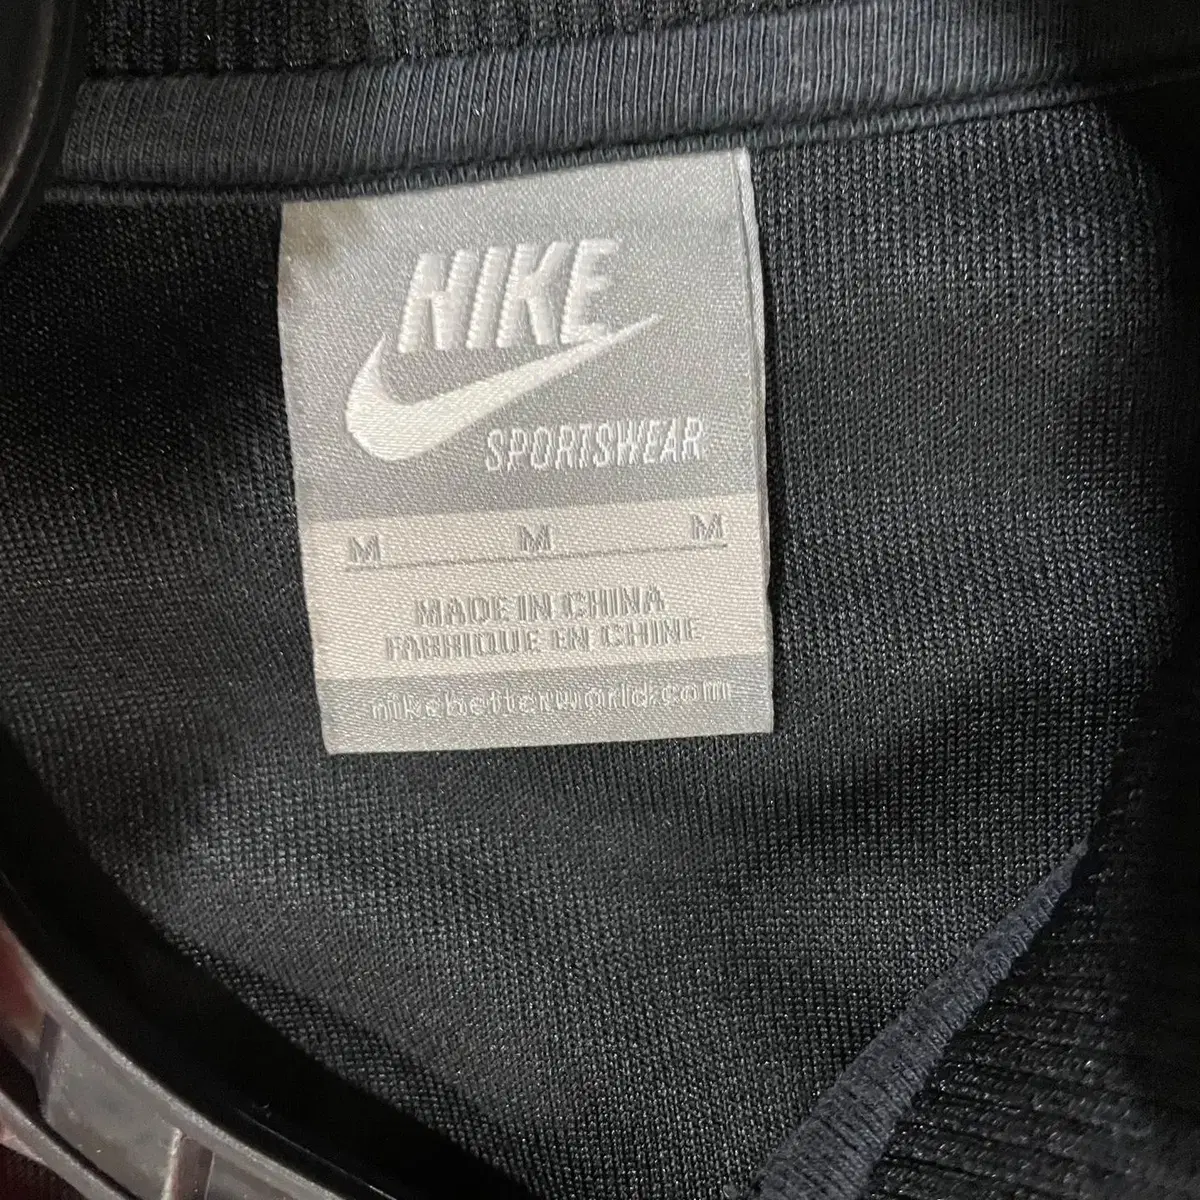 NIKE
SPORTSWEAR
M M M
MADE IN CHINA
FABRIQUE EN CHINE
nikebetterworld.com